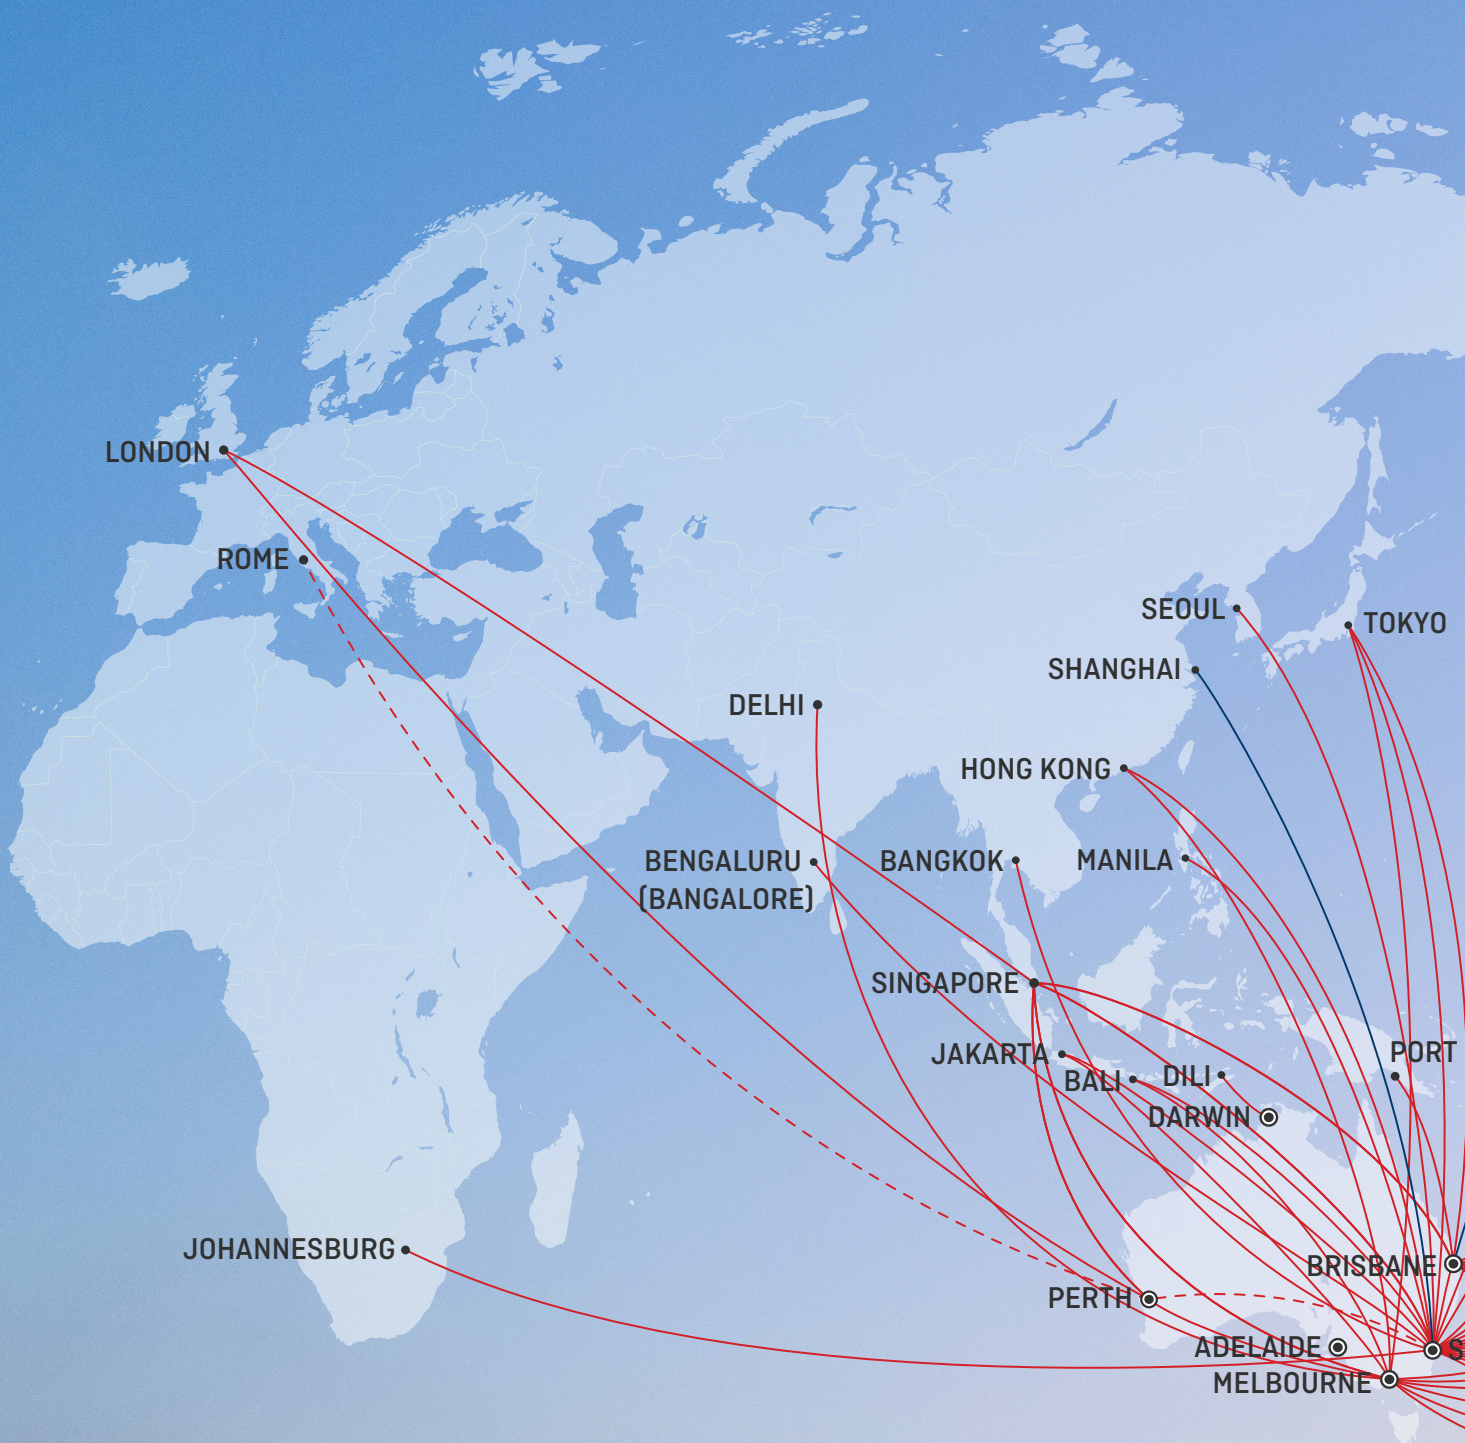 LONDON
ROME
SEOUL
TOKYO
SHANGHAI
DELHI
HONG KONG
BENGALURU
(BANGALORE)
BANGKOK
MANILA
SINGAPORE
JAKARTA
PORT
BALI
DILI
DARWIN
JOHANNESBURG
BRISBANE
PERTH
ADELAIDE
S
MELBOURNE